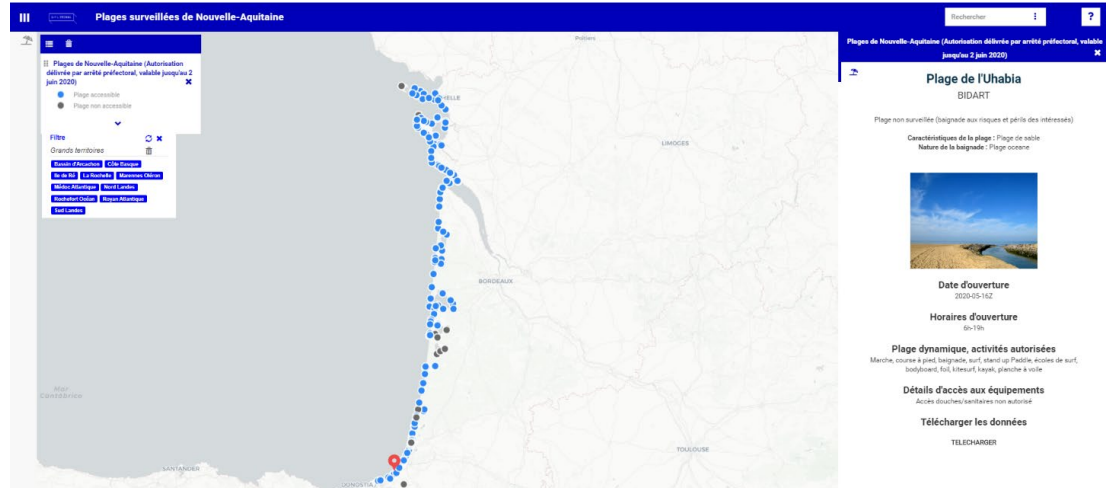 Plages surveillées de Nouvelle-Aquitaine
Rechercher
?
Plages de Nouvelle-Aquitaine (Autorisation
délivrée par arrêté préfectoral, valable jusqu'au 2
juin 2020)
Plage accessible
Plage non accessible
Filtre
Grands territoires
Bassin d'Arcachon Côte Basque
Ile de Ré La Rochelle Marennes Oléron
Médoc Atlantique Nord Landes
Rochefort Océan Royan Atlantique
Sud Landes
Poitiers
HELLE
LIMOGES
BORDEAUX
Mar
Cantábrico
TOULOUSE
SANTANDER
DONOSTIA
Plages de Nouvelle-Aquitaine (Autorisation délivrée par arrêté préfectoral, valable
jusqu'au 2 juin 2020)
Plage de l'Uhabia
BIDART
Plage non surveillée (baignade aux risques et périls des intéressés)
Caractéristiques de la plage : Plage de sable
Nature de la baignade : Plage oceane
Date d'ouverture
2020-05-16Z
Horaires d'ouverture
6h-19h
Plage dynamique, activités autorisées
Marche, course à pied, baignade, surf, stand up Paddle, écoles de surf,
bodyboard, foil, kitesurf, kayak, planche à voile
Détails d'accès aux équipements
Accès douches/sanitaires non autorisé
Télécharger les données
TELECHARGER